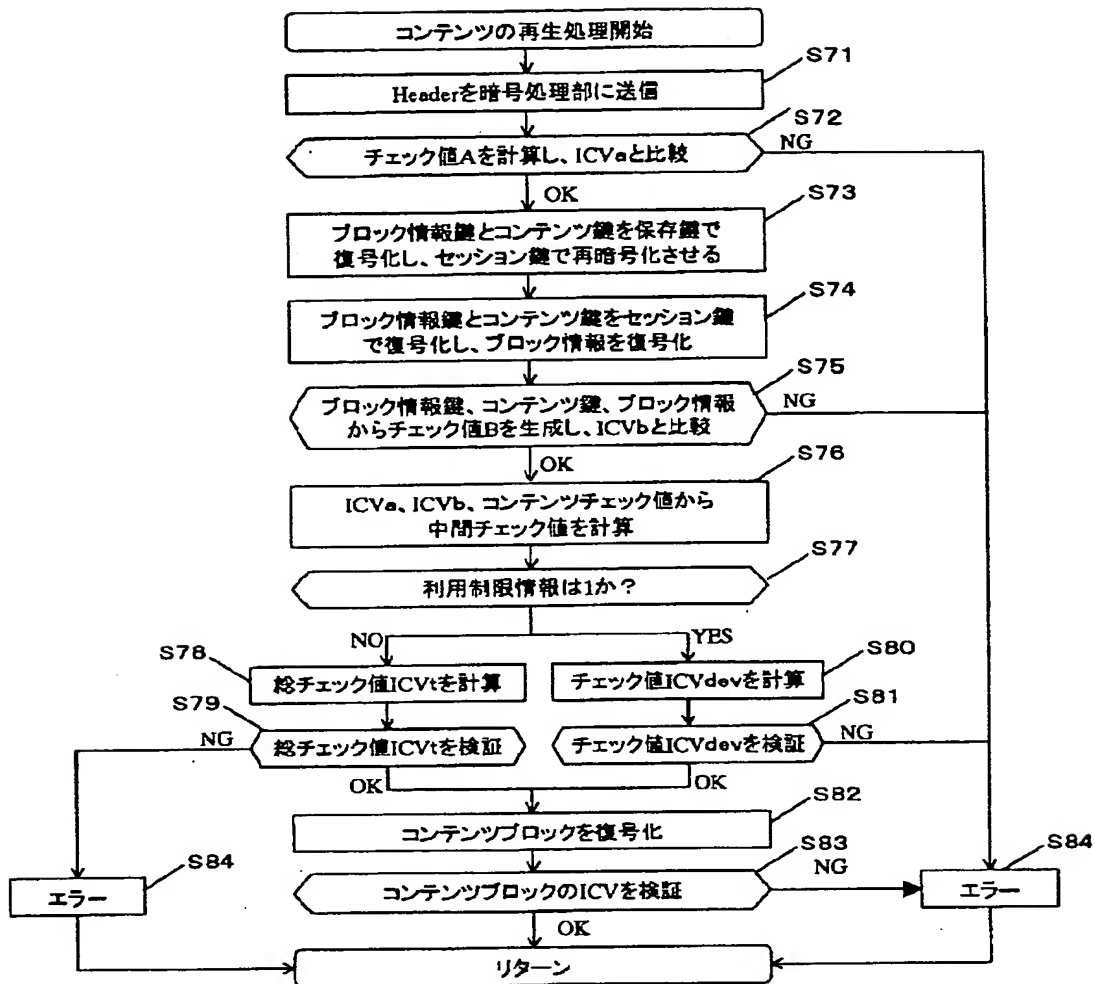 コンテンツの再生処理開始
S71
Headerを暗号処理部に送信
S72
チェック値Aを計算し、ICVaと比較
NG
OK
S73
ブロック情報鍵とコンテンツ鍵を保存鍵で
復号化し、セッション鍵で再暗号化させる
S74
ブロック情報鍵とコンテンツ鍵をセッション鍵
で復号化し、ブロック情報を復号化
S75
ブロック情報鍵、コンテンツ鍵、ブロック情報
からチェック値Bを生成し、ICVbと比較
NG
OK
S76
ICVa、ICVb、コンテンツチェック値から
中間チェック値を計算
S77
利用制限情報は1か？
NO
YES
S78
総チェック値ICVtを計算
S80
チェック値ICVdevを計算
S79
総チェック値ICVtを検証
NG
S81
チェック値ICVdevを検証
NG
OK
OK
S82
コンテンツブロックを復号化
S83
コンテンツブロックのICVを検証
NG
S84
エラー
S84
エラー
OK
リターン